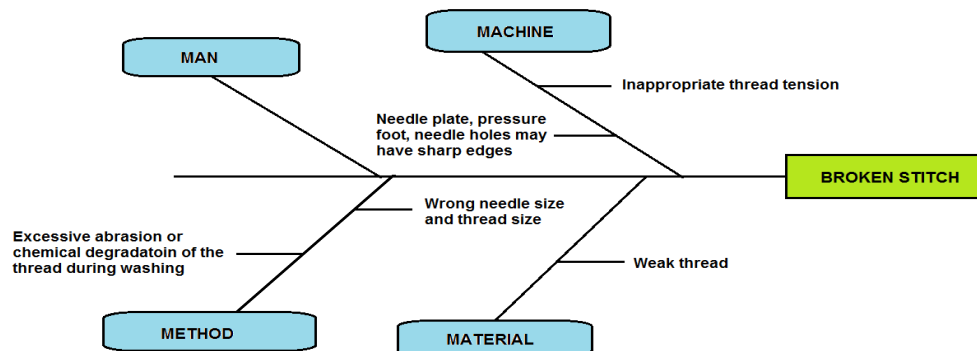 MACHINE
MAN
Inappropriate thread tension
Needle plate, pressure
foot, needle holes may
have sharp edges
BROKEN STITCH
Wrong needle size
and thread size
Excessive abrasion or
chemical degradatoin of the
thread during washing
Weak thread
METHOD
MATERIAL